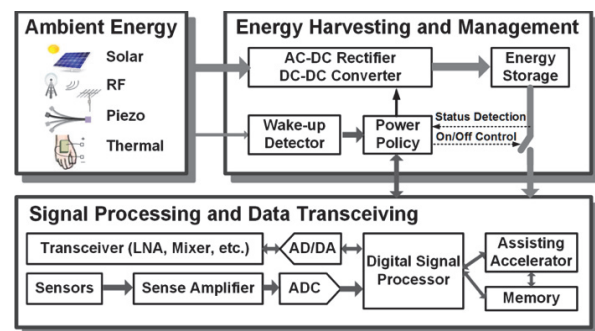 Ambient Energy
Solar
RF
Piezo
Thermal
Energy Harvesting and Management
AC-DC Rectifier
DC-DC Converter
Energy
Storage
Wake-up
Detector
Power
Policy
Status Detection
On/Off Control
Signal Processing and Data Transceiving
Transceiver (LNA, Mixer, etc.)
AD/DA
Digital Signal
Processor
Assisting
Accelerator
Sensors
Sense Amplifier
ADC
Memory